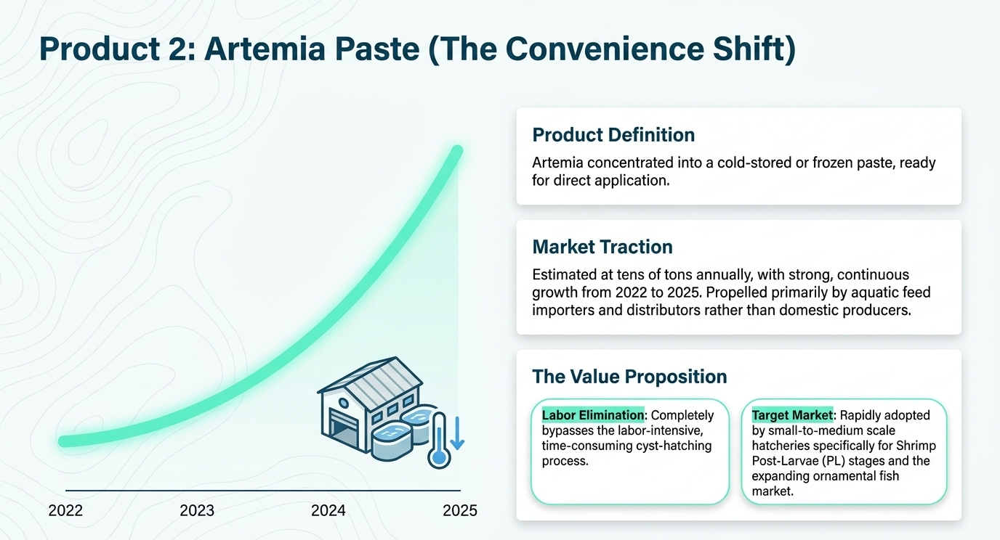 Product 2: Artemia Paste (The Convenience Shift)
2022
2023
2024
2025
Product Definition
Artemia concentrated into a cold-stored or frozen paste, ready
for direct application.
Market Traction
Estimated at tens of tons annually, with strong, continuous
growth from 2022 to 2025. Propelled primarily by aquatic feed
importers and distributors rather than domestic producers.
The Value Proposition
Labor Elimination: Completely
bypasses the labor-intensive,
time-consuming cyst-hatching
process.
Target Market: Rapidly adopted
by small-to-medium scale
hatcheries specifically for Shrimp
Post-Larvae (PL) stages and the
expanding ornamental fish
market.